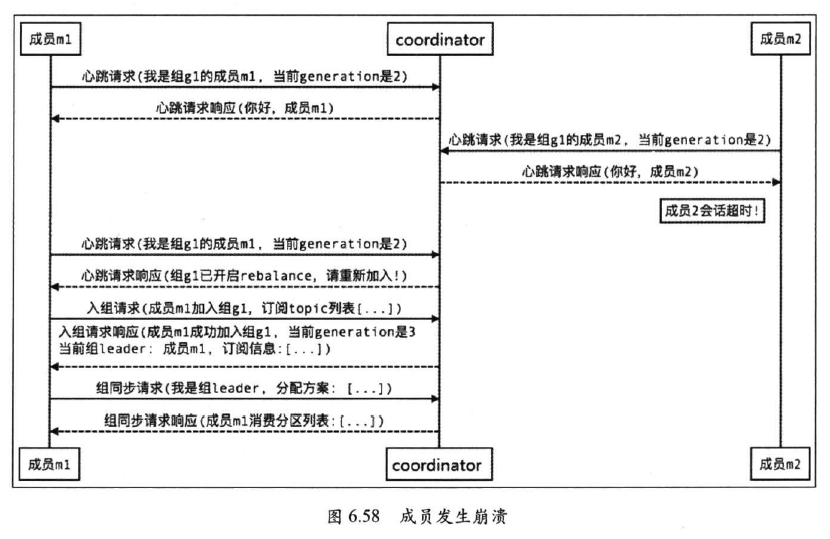 成员m1
coordinator
成员m2
心跳请求(我是组g1的成员m1, 当前generation是2)
心跳请求响应(你好, 成员m1)
心跳请求(我是组g1的成员m2, 当前generation是2)
心跳请求响应(你好, 成员m2)
成员2会话超时!
心跳请求(我是组g1的成员m1, 当前generation是2)
心跳请求响应(组g1已开启rebalance, 请重新加入!)
入组请求(成员m1加入组g1, 订阅topic列表[...])
入组请求响应(成员m1成功加入组g1, 当前generation是3
当前组leader: 成员m1, 订阅信息:[...])
组同步请求(我是组leader, 分配方案: [...])
组同步请求响应(成员m1消费分区列表:[...])
成员m1
coordinator
成员m2
图 6.58 成员发生崩溃